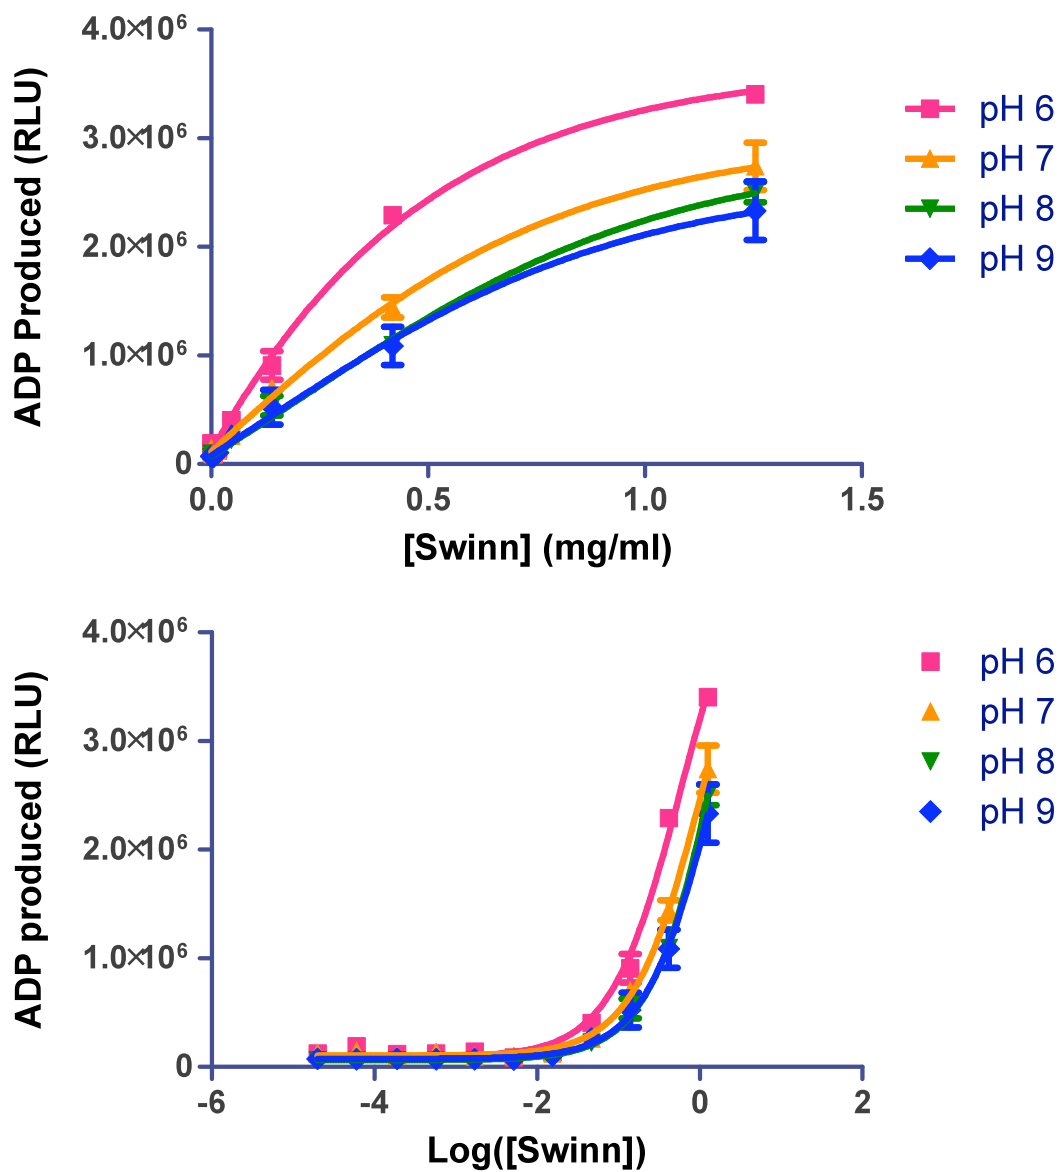 4.0×10⁶
3.0×10⁶
2.0×10⁶
1.0×10⁶
0
ADP Produced (RLU)
0.0 0.5 1.0 1.5
[Swinn] (mg/ml)
pH 6
pH 7
pH 8
pH 9
4.0×10⁶
3.0×10⁶
2.0×10⁶
1.0×10⁶
0
ADP produced (RLU)
-6 -4 -2 0 2
Log([Swinn])
pH 6
pH 7
pH 8
pH 9